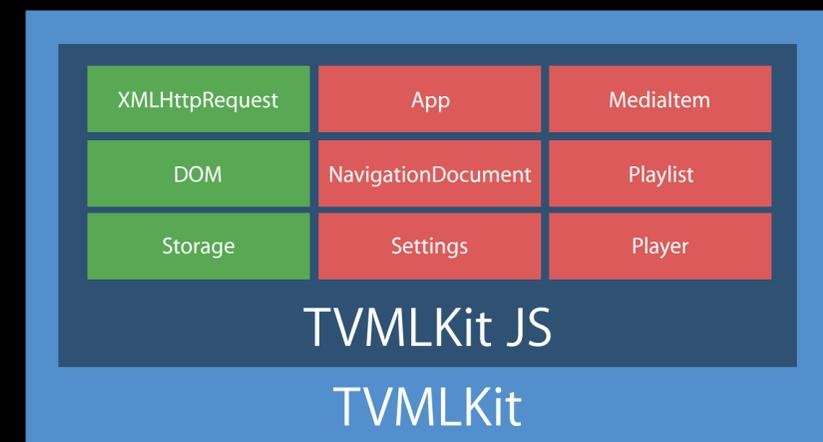 XMLHttpRequest App MediaItem
DOM NavigationDocument Playlist
Storage Settings Player
TVMLKit JS
TVMLKit